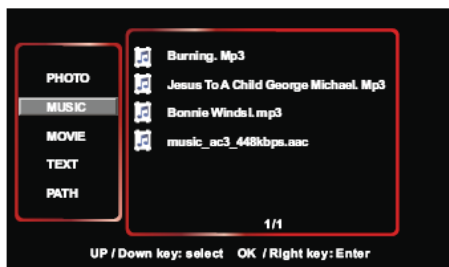 PHOTO
MUSIC
MOVIE
TEXT
PATH
Burning. Mp3
Jesus To A Child George Michael. Mp3
Bonnie Windsl. mp3
music_ac3_448kbps.aac
1/1
UP / Down key: select OK / Right key: Enter